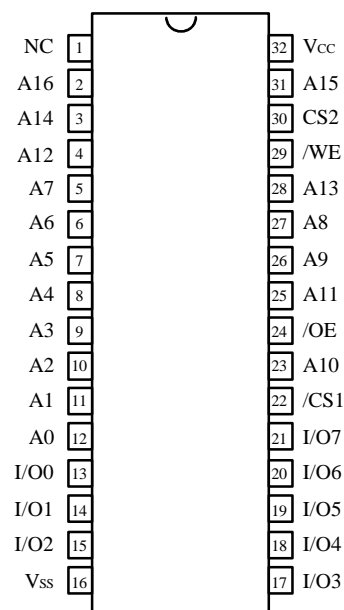 NC 1 32 Vcc
A16 2 31 A15
A14 3 30 CS2
A12 4 29 /WE
A7 5 28 A13
A6 6 27 A8
A5 7 26 A9
A4 8 25 A11
A3 9 24 /OE
A2 10 23 A10
A1 11 22 /CS1
A0 12 21 I/O7
I/O0 13 20 I/O6
I/O1 14 19 I/O5
I/O2 15 18 I/O4
Vss 16 17 I/O3